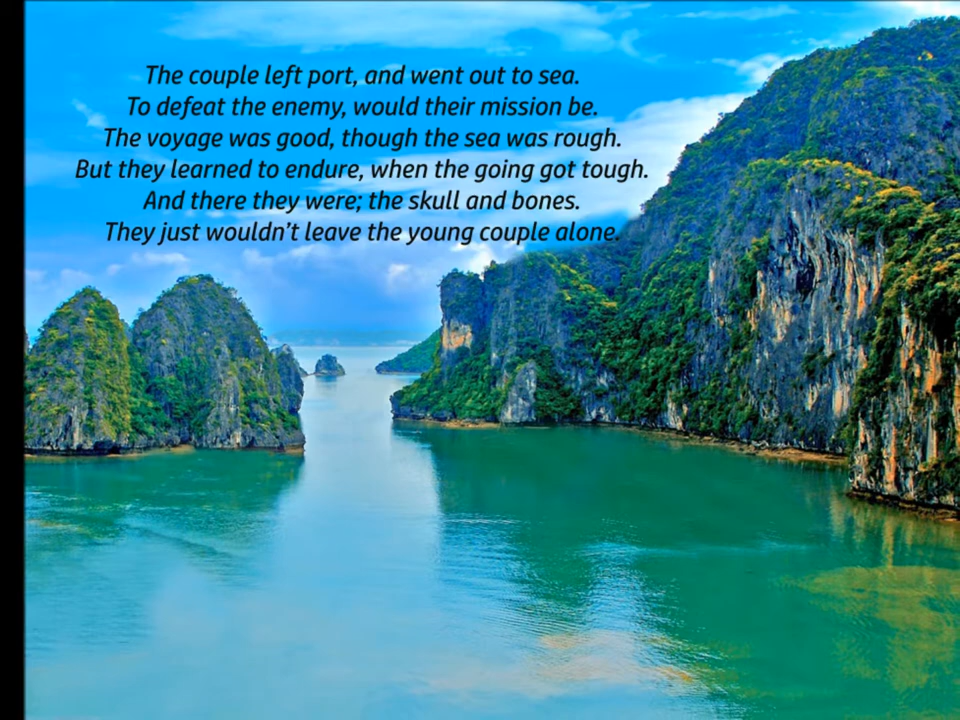 The couple left port, and went out to sea.
To defeat the enemy, would their mission be.
The voyage was good, though the sea was rough.
But they learned to endure, when the going got tough.
And there they were; the skull and bones.
They just wouldn’t leave the young couple alone.